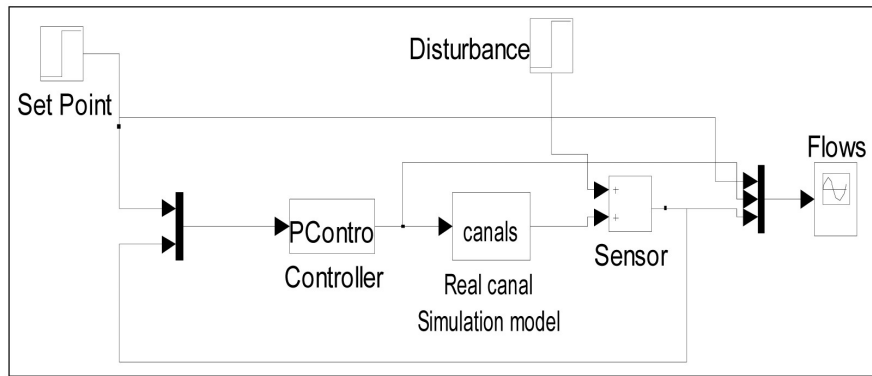 Disturbance
Set Point
Flows
PContro
Controller
canals
Real canal
Simulation model
+
+
Sensor